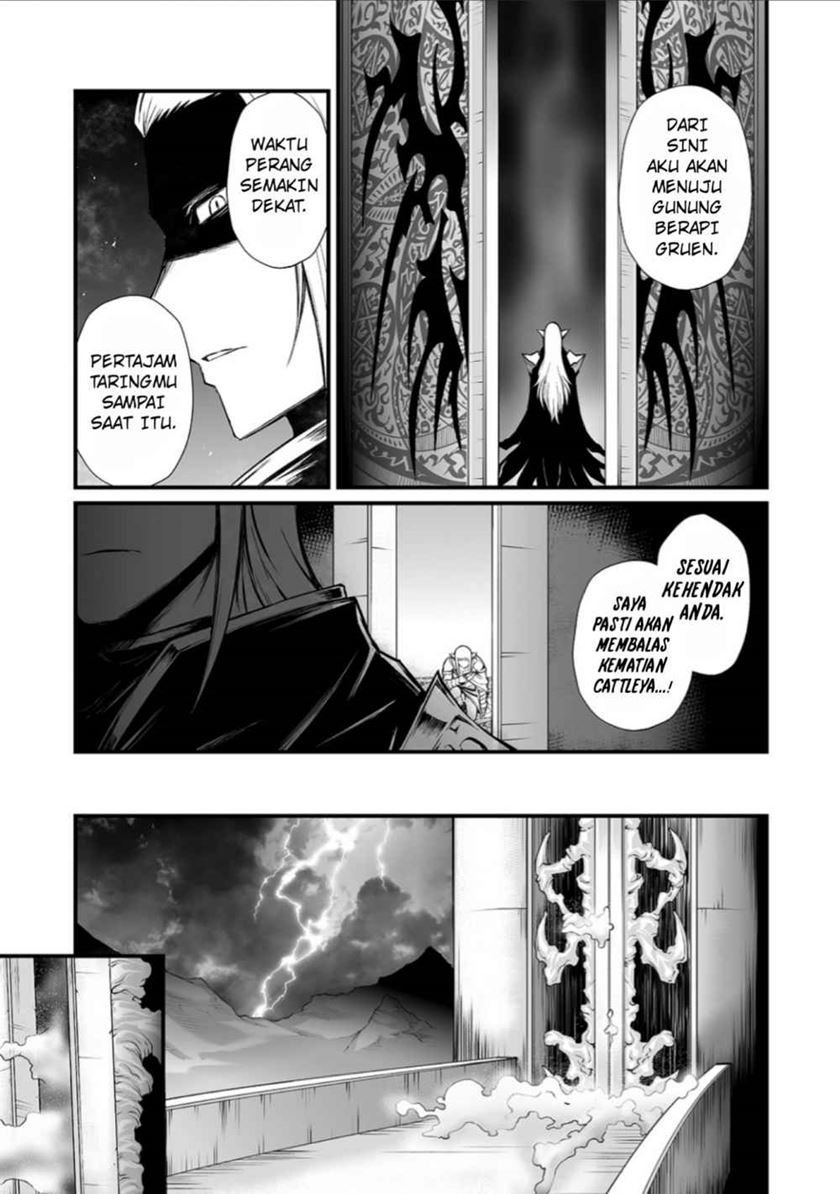 DARI
SINI
AKU AKAN
MENUJU
GUNUNG
BERAPI
GRUEN.
WAKTU
PERANG
SEMAKIN
DEKAT.
PERTAJAM
TARINGMU
SAMPAI
SAAT ITU.
SESUAI
KEHENDAK
ANDA.
SAYA
PASTI AKAN
MEMBALAS
KEMATIAN
CATTLEYA...!